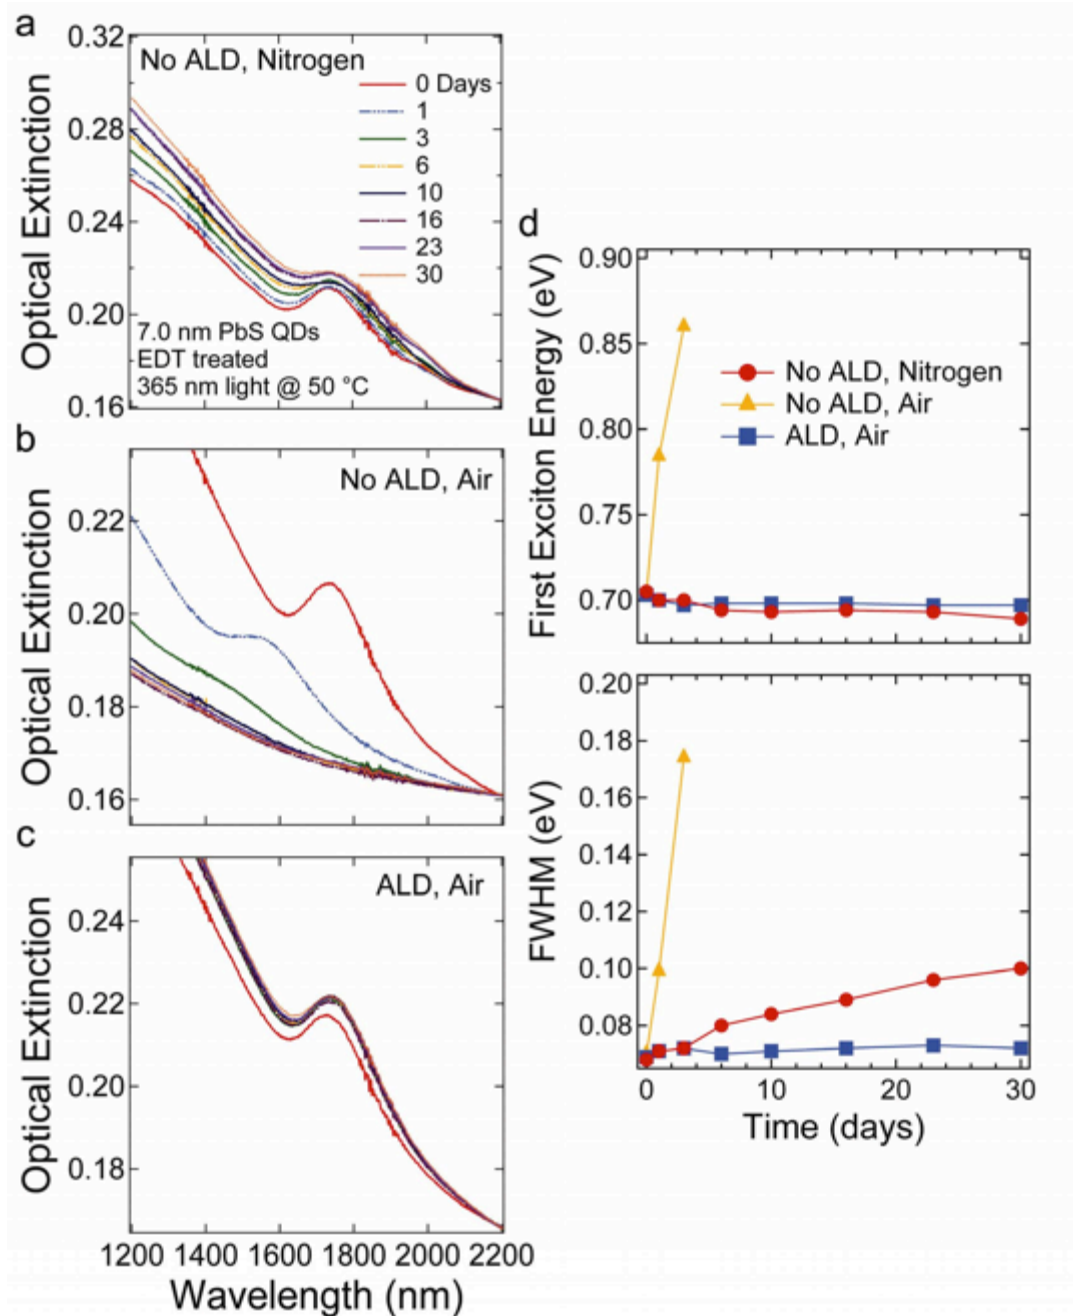 a
0.32
0.28
0.24
0.20
0.16
Optical Extinction
No ALD, Nitrogen
0 Days
1
3
6
10
16
23
30
7.0 nm PbS QDs
EDT treated
365 nm light @ 50 °C
b
0.22
0.20
0.18
0.16
Optical Extinction
No ALD, Air
c
0.24
0.22
0.20
0.18
Optical Extinction
ALD, Air
1200 1400 1600 1800 2000 2200
Wavelength (nm)
d
0.90
0.85
0.80
0.70
0.70
First Exciton Energy (eV)
No ALD, Nitrogen
No ALD, Air
ALD, Air
0.20
0.18
0.16
0.14
0.12
0.10
0.08
FWHM (eV)
0 10 20 30
Time (days)